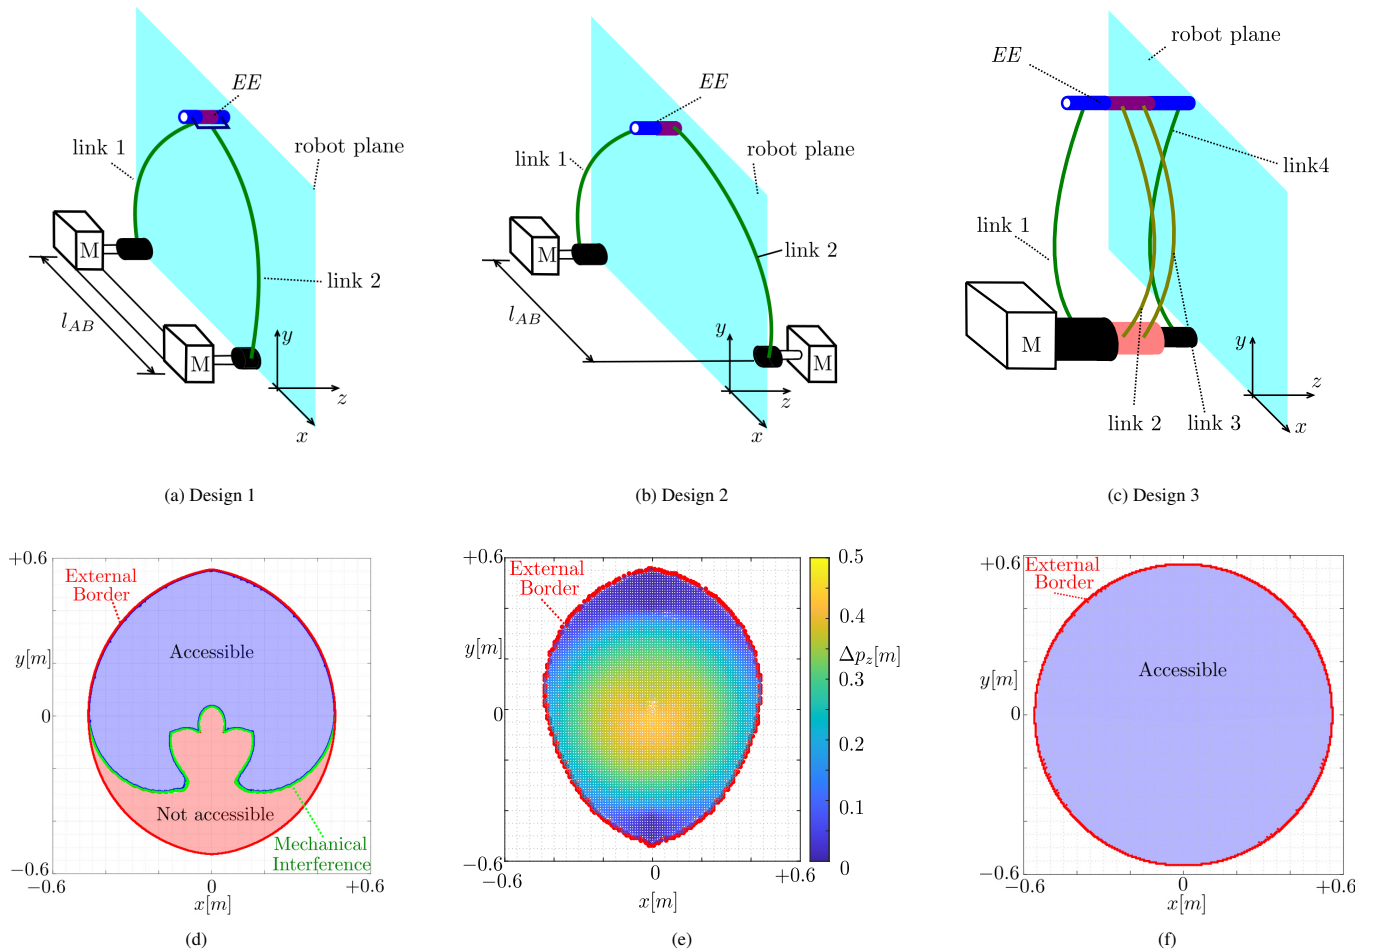 EE
link 1
robot plane
M
link 2
l_{AB}
M
y
z
x
(a) Design 1
EE
link 1
robot plane
M
link 2
l_{AB}
y
M
z
x
(b) Design 2
robot plane
EE
link4
link 1
M
y
z
link 2
link 3
x
(c) Design 3
+0.6
External
Border
Accessible
y[m]
0
Not accessible
Mechanical
Interference
−0.6
−0.6
0
+0.6
x[m]
(d)
+0.6
External
Border
y[m]
0
−0.6
−0.6
0
+0.6
x[m]
0.5
0.4
Δp_z[m]
0.3
0.2
0.1
0
(e)
+0.6
External
Border
Accessible
y[m]
0
−0.6
−0.6
0
+0.6
x[m]
(f)